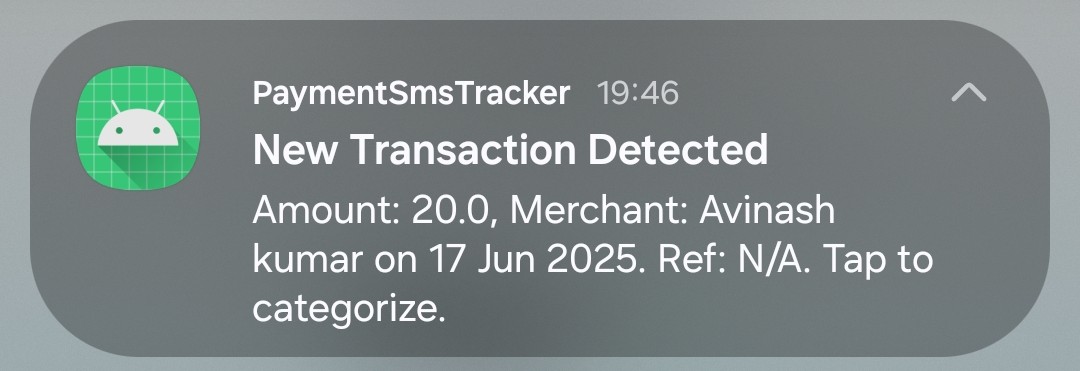 PaymentSmsTracker 19:46
New Transaction Detected
Amount: 20.0, Merchant: Avinash
kumar on 17 Jun 2025. Ref: N/A. Tap to
categorize.